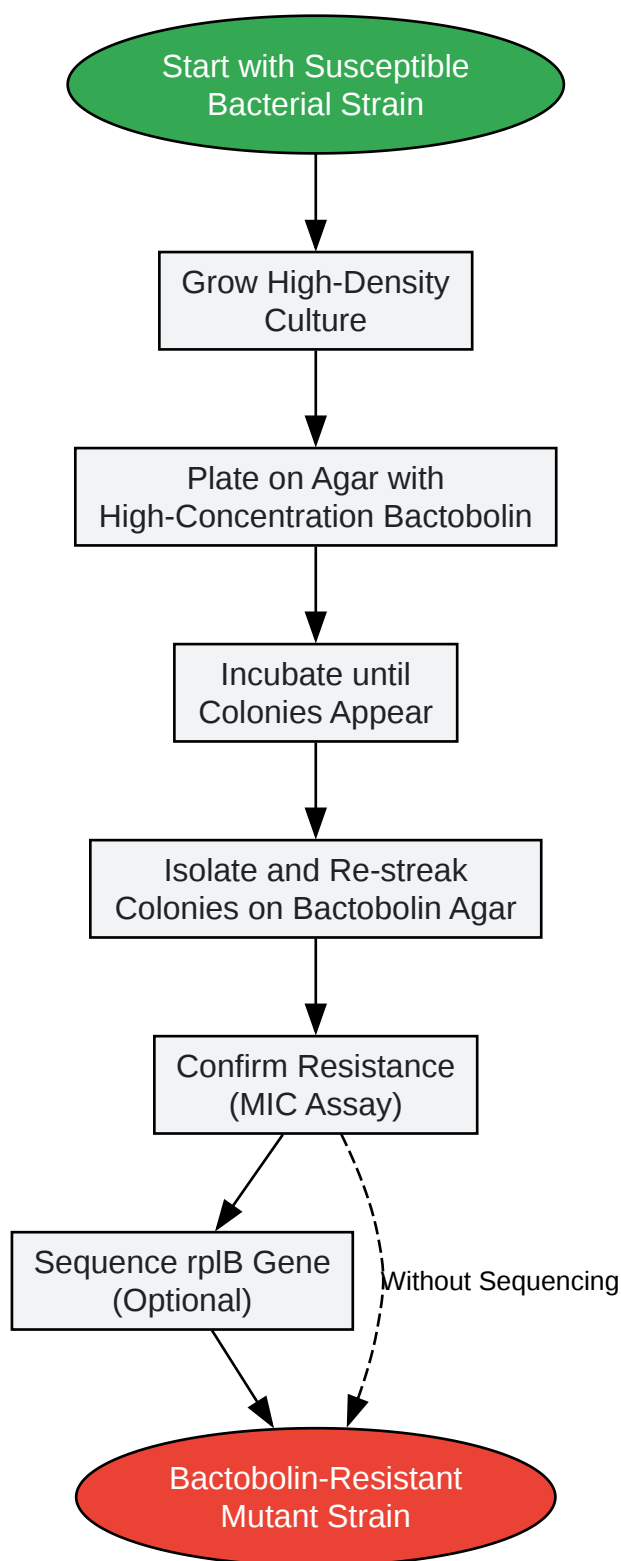 Start with Susceptible
Bacterial Strain
Grow High-Density
Culture
Plate on Agar with
High-Concentration Bactobolin
Incubate until
Colonies Appear
Isolate and Re-streak
Colonies on Bactobolin Agar
Confirm Resistance
(MIC Assay)
Sequence rplB Gene
(Optional)
Without Sequencing
Bactobolin-Resistant
Mutant Strain